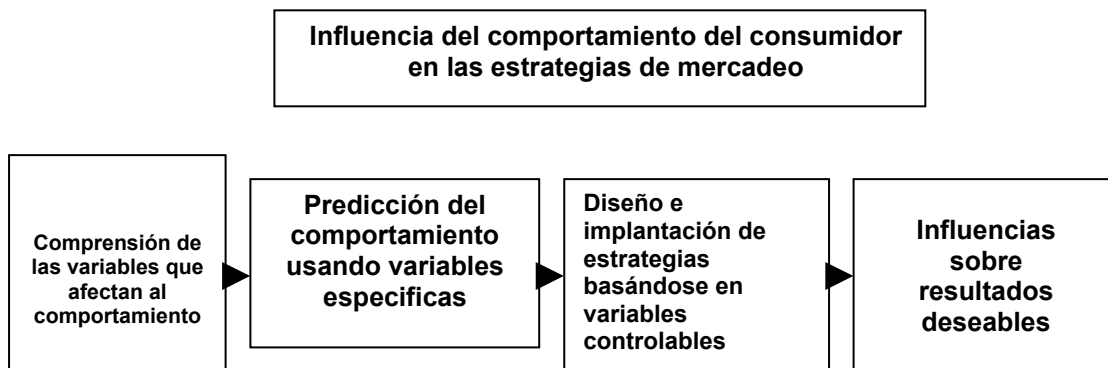 Influencia del comportamiento del consumidor
en las estrategias de mercadeo
Comprensión de
las variables que
afectan al
comportamiento
Predicción del
comportamiento
usando variables
especificas
Diseño e
implantación de
estrategias
basándose en
variables
controlables
Influencias
sobre
resultados
deseables